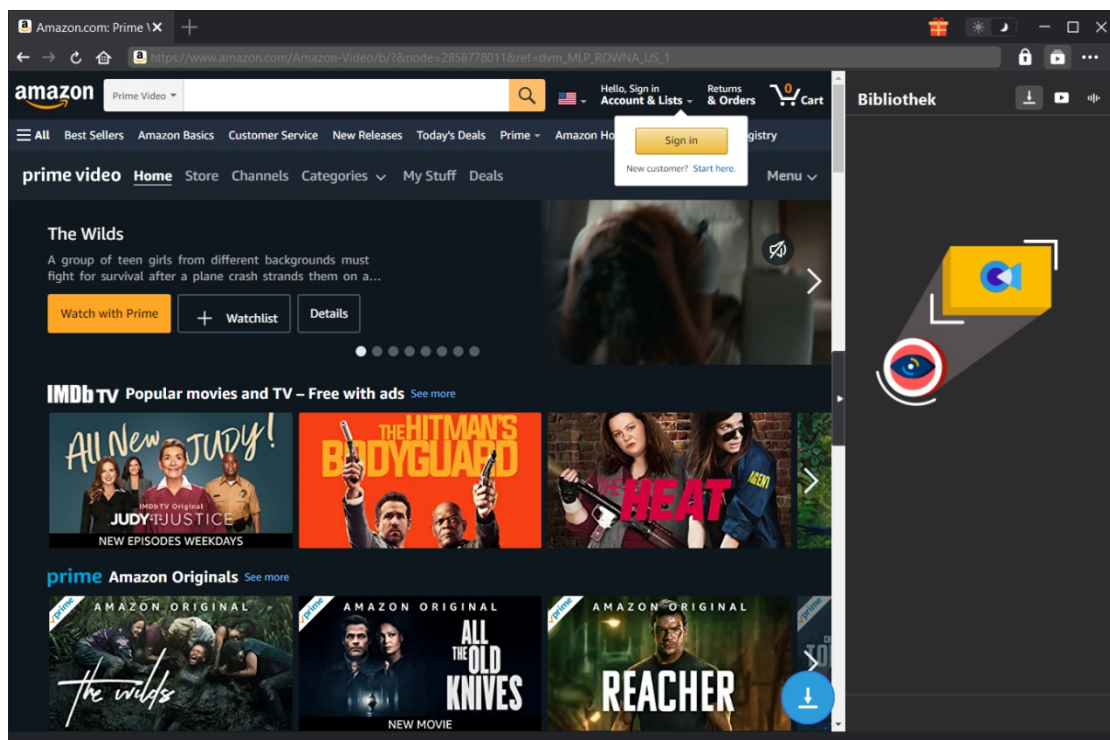 Amazon.com: Prime V
https://www.amazon.com/Amazon-Video/b/?&node=2858778011&ref=dvm_MLP_ROWNA_US_1
amazon
Prime Video
Hello, Sign in
Account & Lists
Returns
& Orders
0
Cart
All Best Sellers Amazon Basics Customer Service New Releases Today's Deals Prime Amazon Ho gistry
Sign in
New customer? Start here.
prime video Home Store Channels Categories My Stuff Deals Menu
The Wilds
A group of teen girls from different backgrounds must
fight for survival after a plane crash strands them on a...
Watch with Prime
Watchlist
Details
IMDb TV Popular movies and TV – Free with ads See more
All New JUDY!
IMDb TV Original
JUDY JUSTICE
NEW EPISODES WEEKDAYS
THE HITMAN'S
BODYGUARD
THE HEAT
AGENT
prime Amazon Originals See more
prime
AMAZON ORIGINAL
the wilds
prime
AMAZON ORIGINAL
ALL
THE OLD
KNIVES
NEW MOVIE
prime
AMAZON ORIGINAL
REACHER
prime
Bibliothek